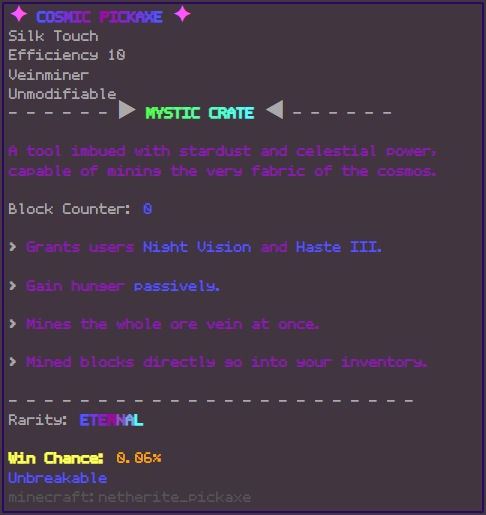 ✦ COSMIC PICKAXE ✦
Silk Touch
Efficiency 10
Veinminer
Unmodifiable
- - - - - - ▶ MYSTIC CRATE ◀ - - - - - -
A tool imbued with stardust and celestial power,
capable of mining the very fabric of the cosmos.
Block Counter: 0
> Grants users Night Vision and Haste III.
> Gain hunger passively.
> Mines the whole ore vein at once.
> Mined blocks directly go into your inventory.
- - - - - - - - - - - - - - - - - - - - - - - -
Rarity: ETERNAL
Win Chance: 0.06%
Unbreakable
minecraft:netherite_pickaxe